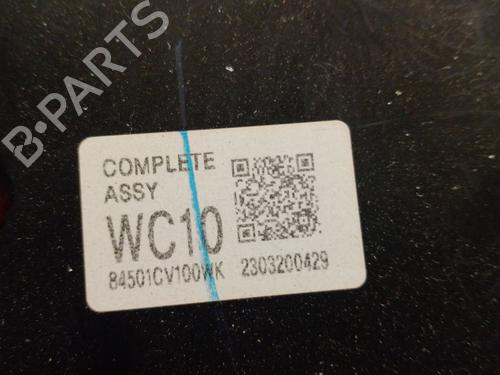 B-PARTS
COMPLETE
ASSY
WC10
84501CV100WK 2303200429